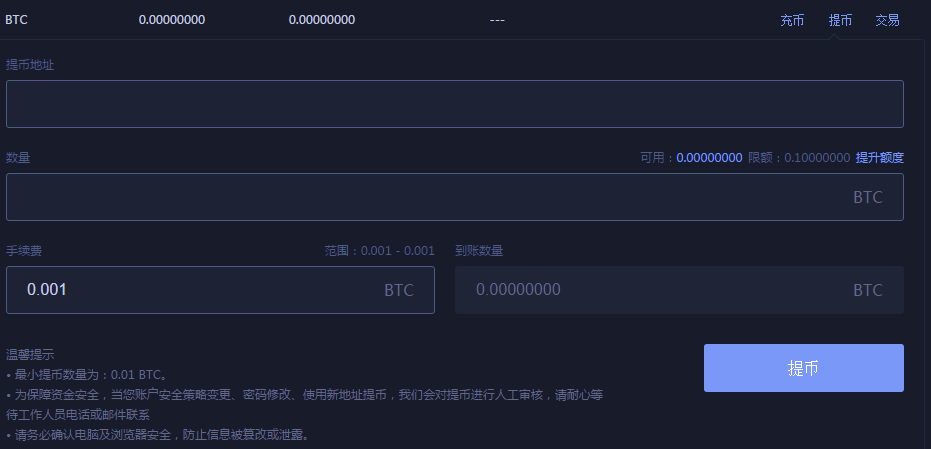 BTC 0.00000000 0.00000000 --- 充币 提币 交易
提币地址
数量 可用：0.00000000 限额：0.10000000 提升额度
BTC
手续费 范围：0.001 - 0.001 到账数量
0.001 BTC 0.00000000 BTC
温馨提示
提币
• 最小提币数量为：0.01 BTC。
• 为保障资金安全，当您账户安全策略变更、密码修改、使用新地址提币，我们会对提币进行人工审核，请耐心等
待工作人员电话或邮件联系
• 请务必确认电脑及浏览器安全，防止信息被篡改或泄露。